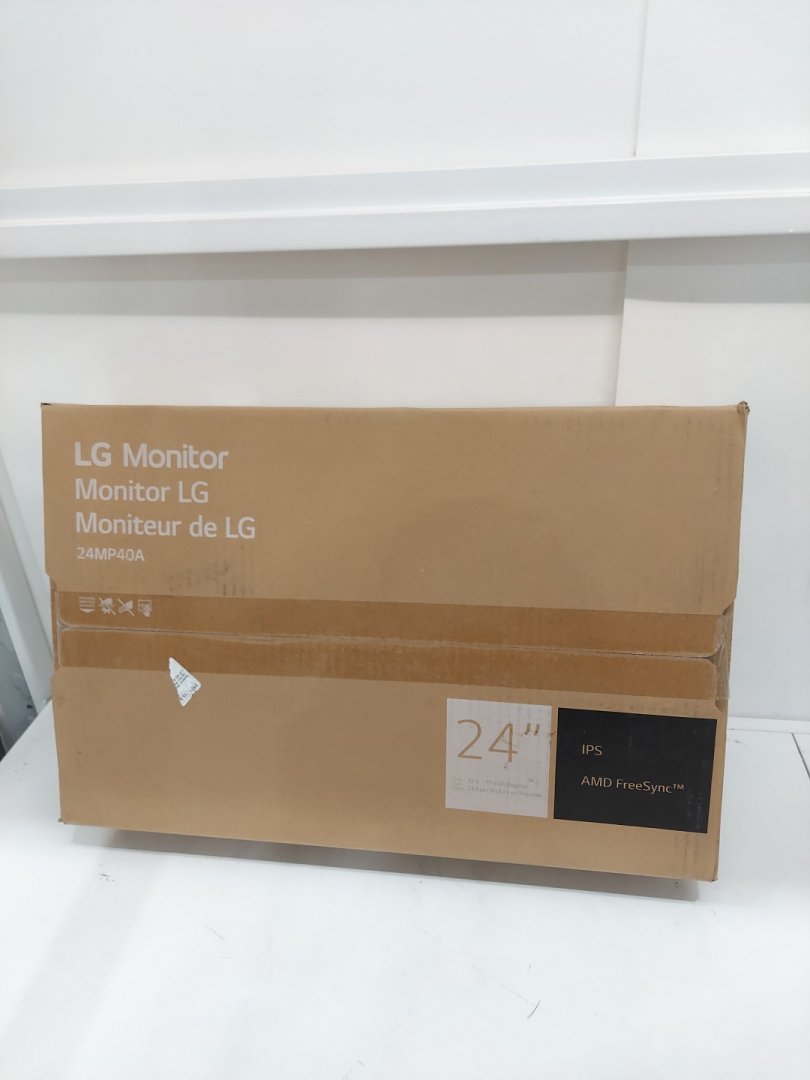 LG Monitor
Monitor LG
Moniteur de LG
24MP40A
24"
IPS
AMD FreeSync™